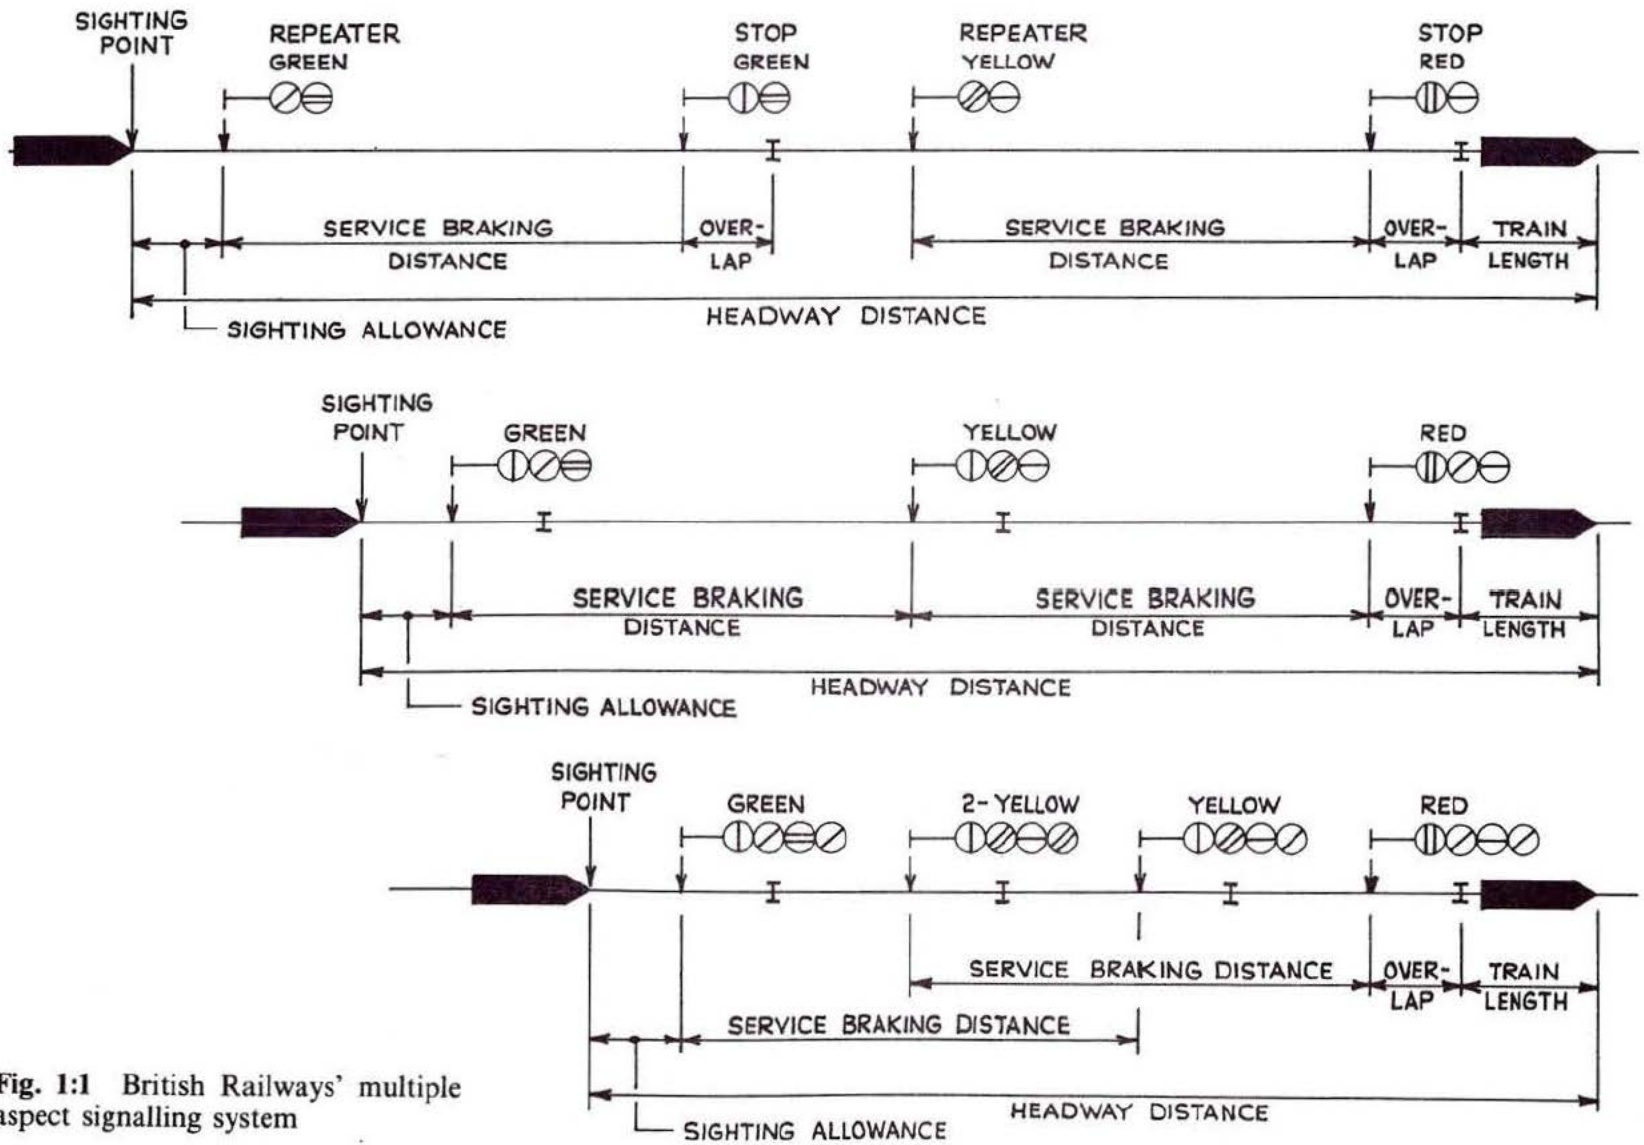 SIGHTING
POINT
REPEATER
GREEN
STOP
GREEN
REPEATER
YELLOW
STOP
RED
SERVICE BRAKING
DISTANCE
OVER-
LAP
SERVICE BRAKING
DISTANCE
OVER-
LAP
TRAIN
LENGTH
HEADWAY DISTANCE
SIGHTING ALLOWANCE
SIGHTING
POINT
GREEN
YELLOW
RED
SERVICE BRAKING
DISTANCE
SERVICE BRAKING
DISTANCE
OVER-
LAP
TRAIN
LENGTH
HEADWAY DISTANCE
SIGHTING ALLOWANCE
SIGHTING
POINT
GREEN
2-YELLOW
YELLOW
RED
SERVICE BRAKING DISTANCE
OVER-
LAP
TRAIN
LENGTH
SERVICE BRAKING DISTANCE
HEADWAY DISTANCE
SIGHTING ALLOWANCE
Fig. 1:1 British Railways' multiple
aspect signalling system